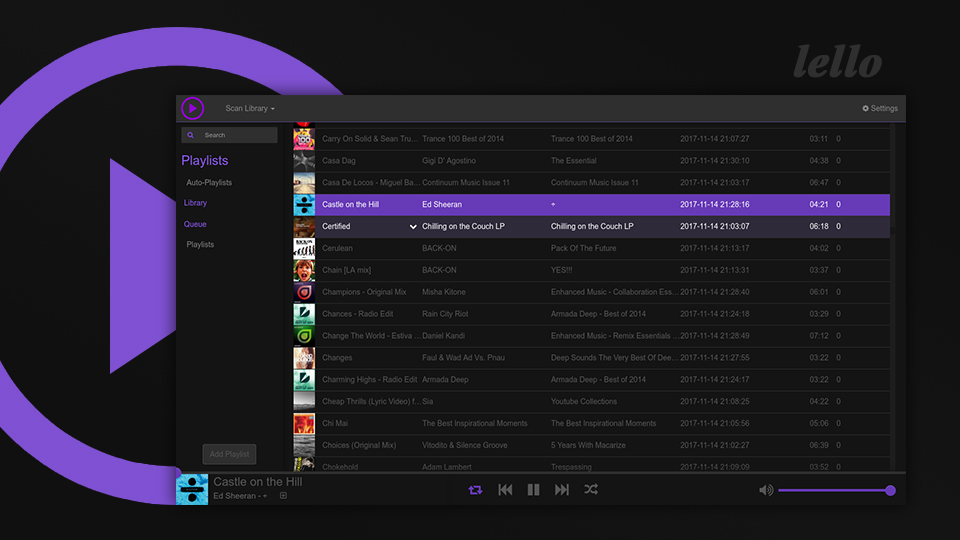 lello
Scan Library
Settings
Search
Playlists
Auto-Playlists
Library
Queue
Playlists
Add Playlist
Carry On Solid & Sean Tru... Trance 100 Best of 2014 Trance 100 Best of 2014 2017-11-14 21:07:27 03:11 0
Casa Dag Gigi D' Agostino The Essential 2017-11-14 21:30:10 04:38 0
Casa De Locos - Miguel Ba... Continuum Music Issue 11 Continuum Music Issue 11 2017-11-14 21:03:17 06:47 0
Castle on the Hill Ed Sheeran + 2017-11-14 21:28:16 04:21 0
Certified Chilling on the Couch LP Chilling on the Couch LP 2017-11-14 21:03:07 06:18 0
Cerulean BACK-ON Pack Of The Future 2017-11-14 21:13:17 04:02 0
Chain [LA mix] BACK-ON YES!!! 2017-11-14 21:13:31 03:37 0
Champions - Original Mix Misha Kitone Enhanced Music - Collaboration Ess... 2017-11-14 21:28:40 06:01 0
Chances - Radio Edit Rain City Riot Armada Deep - Best of 2014 2017-11-14 21:24:18 03:29 0
Change The World - Estiva ... Daniel Kandi Enhanced Music - Remix Essentials ... 2017-11-14 21:28:49 07:12 0
Changes Faul & Wad Ad Vs. Pnau Deep Sounds The Very Best Of Dee... 2017-11-14 21:27:55 03:22 0
Charming Highs - Radio Edit Armada Deep Armada Deep - Best of 2014 2017-11-14 21:24:17 03:22 0
Cheap Thrills (Lyric Video) f... Sia Youtube Collections 2017-11-14 21:08:25 04:22 0
Chi Mai The Best Inspirational Moments The Best Inspirational Moments 2017-11-14 21:05:56 05:06 0
Choices (Original Mix) Vitodito & Silence Groove 5 Years With Macarize 2017-11-14 21:02:27 06:39 0
Chokehold Adam Lambert Trespassing 2017-11-14 21:09:09 03:52 0
Castle on the Hill
Ed Sheeran - +